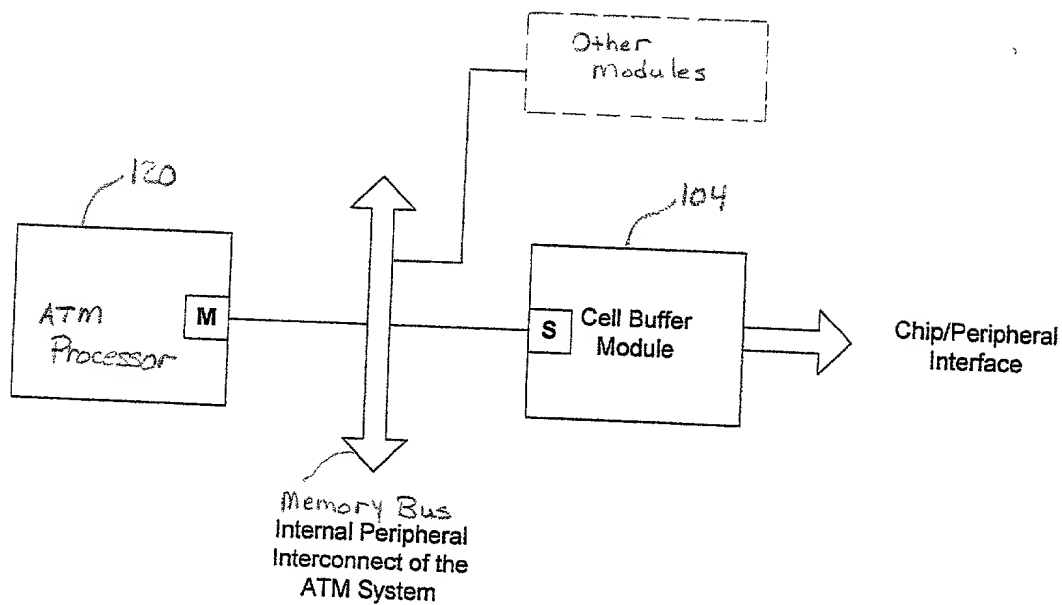 Other
modules
120
104
ATM
Processor
M
S
Cell Buffer
Module
Chip/Peripheral
Interface
Memory Bus
Internal Peripheral
Interconnect of the
ATM System